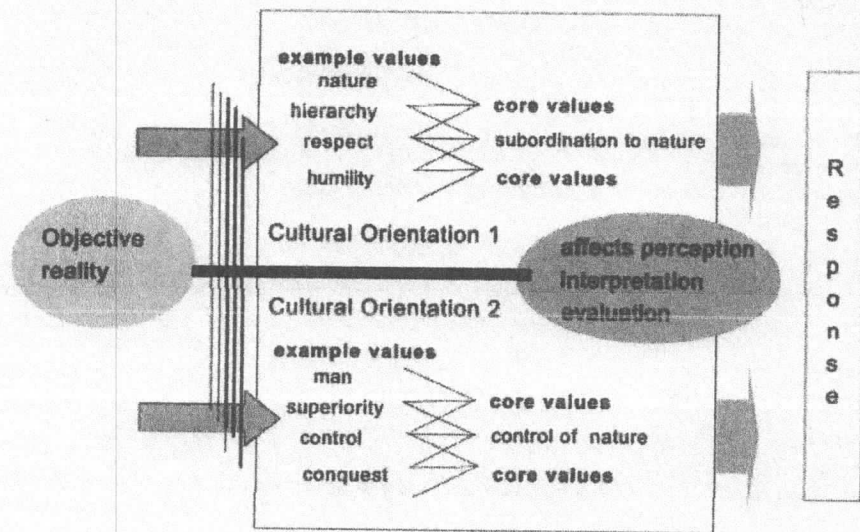 example values
nature
hierarchy
core values
respect
subordination to nature
humility
core values
Objective
reality
Cultural Orientation 1
affects perception
interpretation
evaluation
Cultural Orientation 2
example values
man
superiority
core values
control
control of nature
conquest
core values
Response